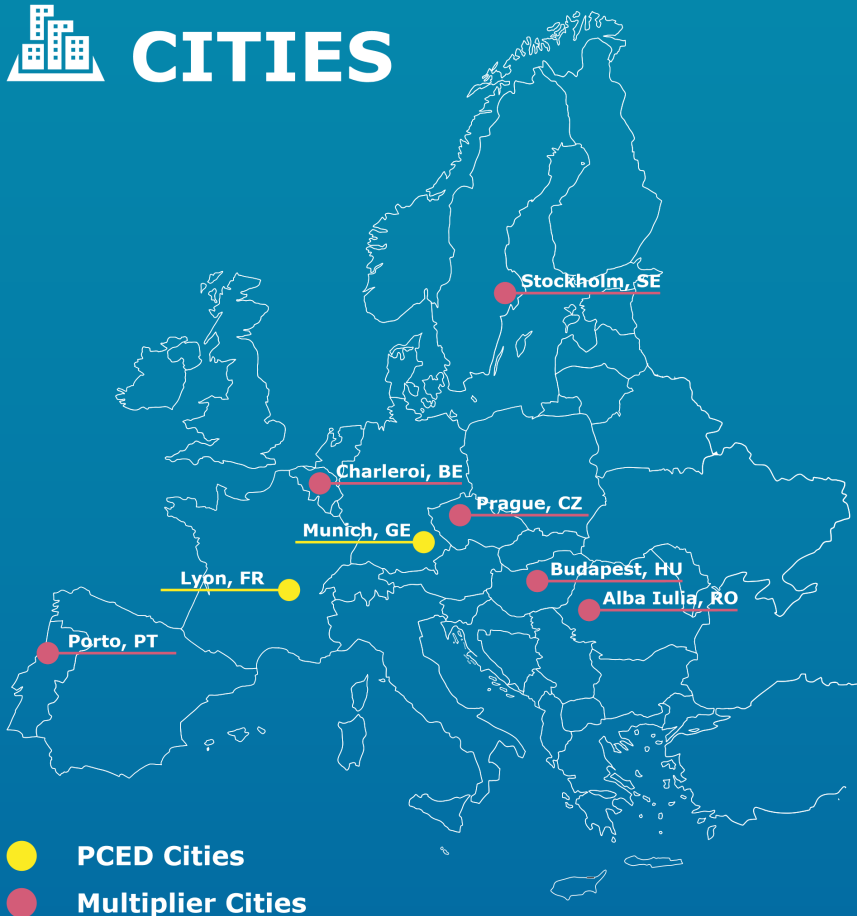 CITIES
Stockholm, SE
Charleroi, BE
Prague, CZ
Munich, GE
Budapest, HU
Lyon, FR
Alba Iulia, RO
Porto, PT
PCED Cities
Multiplier Cities